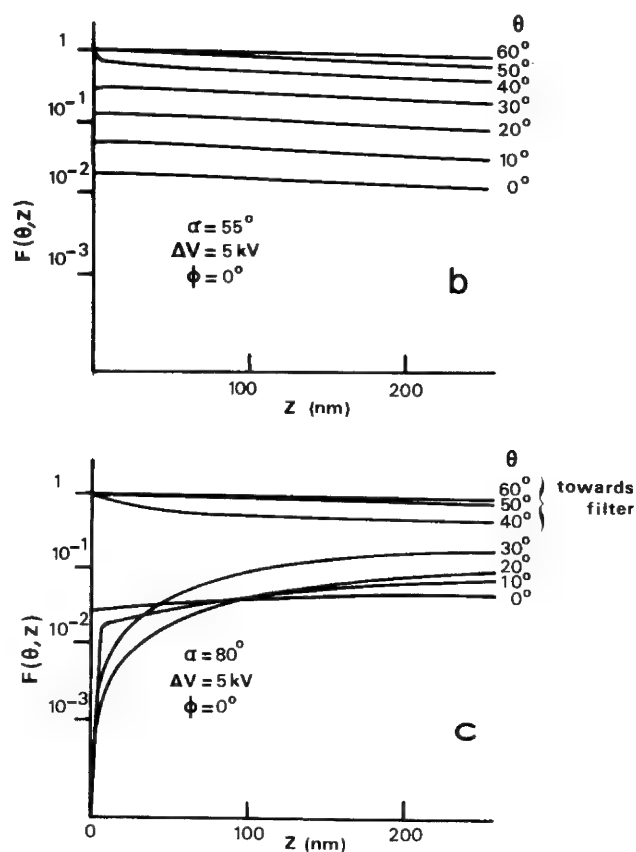 θ
1
60°
50°
40°
10⁻¹
30°
20°
10⁻²
10°
0°
F(θ,z)
α = 55°
ΔV = 5 kV
ϕ = 0°
10⁻³
b
100
200
Z (nm)
θ
1
60°
50°
40°
} towards filter
10⁻¹
30°
20°
10°
0°
10⁻²
F(θ,z)
α = 80°
ΔV = 5 kV
ϕ = 0°
10⁻³
c
0
100
200
Z (nm)